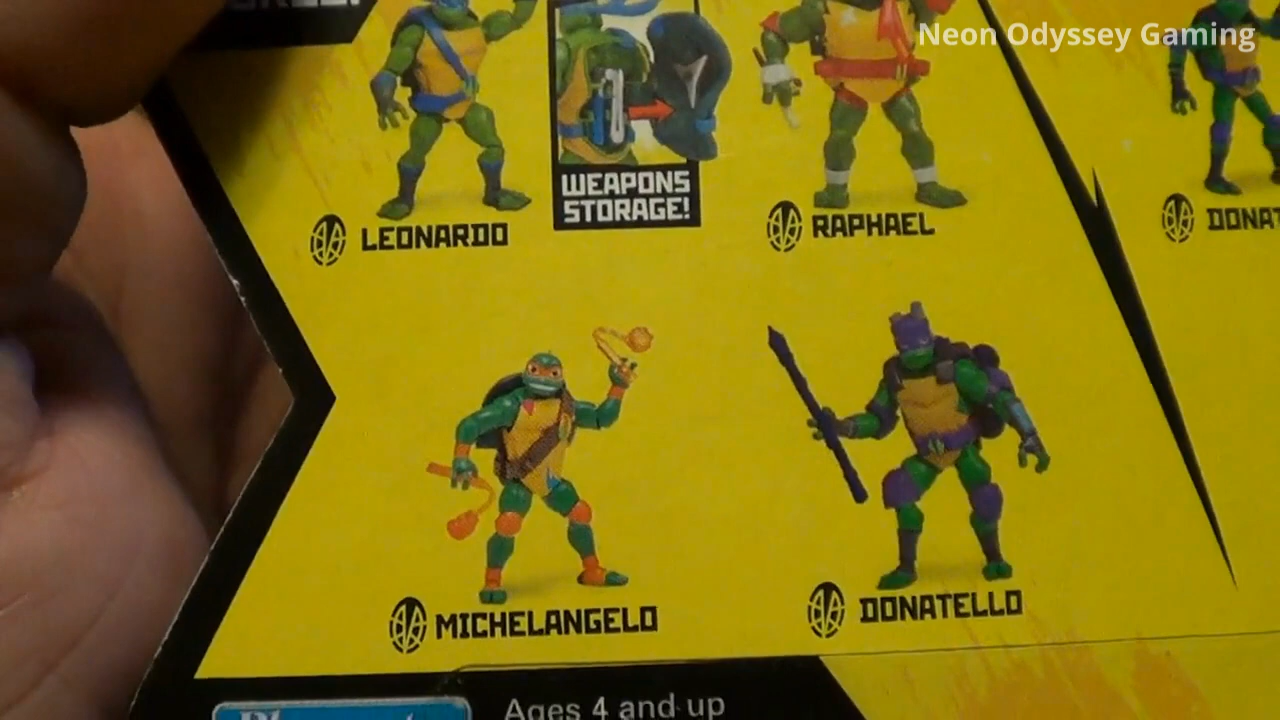 Neon Odyssey Gaming
WEAPONS
STORAGE!
LEONARDO
RAPHAEL
MICHELANGELO
DONATELLO
Ages 4 and up